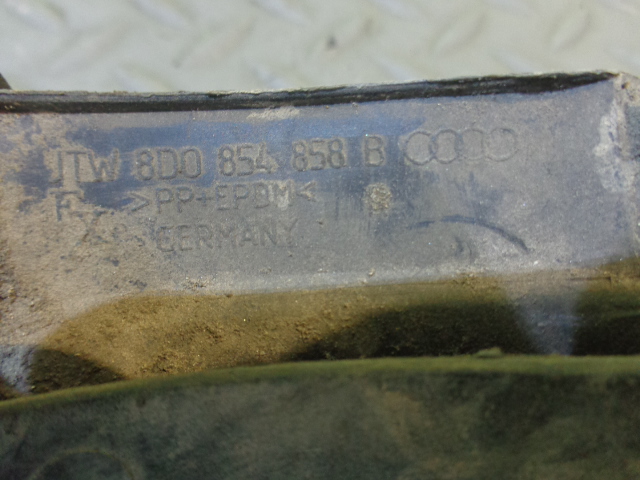 ITW 8D0 854 858 B
>PP+EPDM<
GERMANY